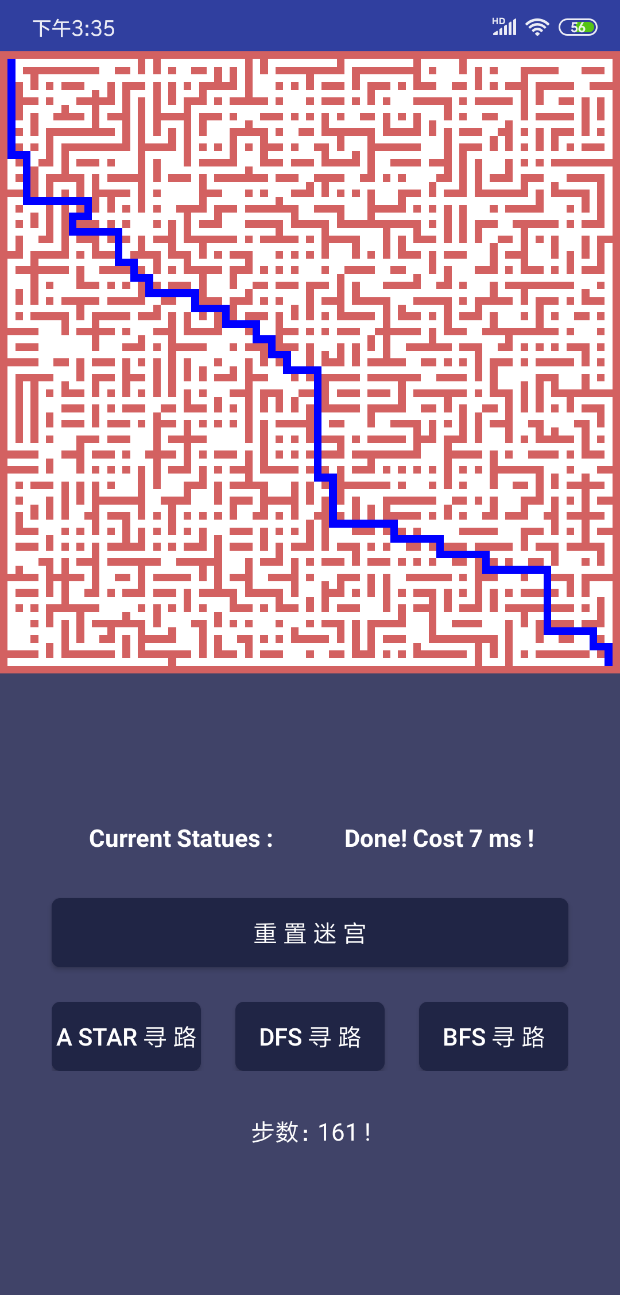 下午3:35
HD
56
Current Statues :
Done! Cost 7 ms !
重置迷宫
A STAR 寻路
DFS 寻路
BFS 寻路
步数: 161 !